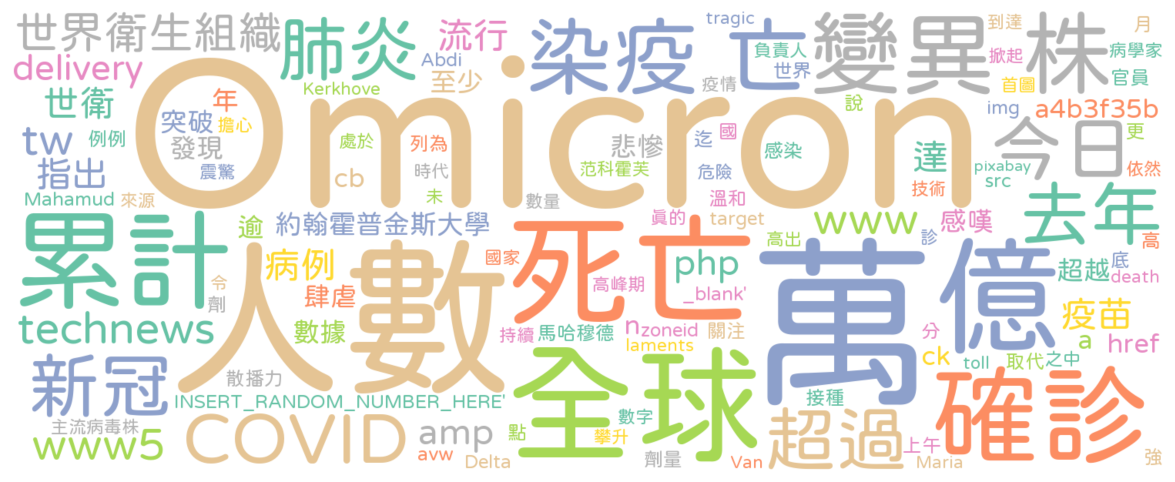 世界衛生組織 肺炎 流行 染疫 tragic 亡 負責人 變異株 到達 月
delivery Abdi 至少 Kerkhove 疫情 世界 掀起 病學家
世衛 年 首圖 官員
tw 例例 突破 擔心 Omicron 說 img a4b3f35b
指出 發現 處於 列為 悲慘 迄 國 感染 達 今日 更
Mahamud 來源 震驚 cb 時代 范科霍芙 危險 pixabay src 依然
未 數量 溫和 技術
累計 逾 約翰霍普金斯大學 死亡 真的 target www 感嘆 去年
病例 人數 國家 高峰期 php 高出 萬億 診 高
令 劑 肆虐 _blank' 超越 底 death
technews 數據 持續 馬哈穆德 nzoneid 關注 分 疫苗
laments a href
新冠 散播力 全球 ck toll 取代 之中
INSERT_RANDOM_NUMBER_HERE' 接種 確診
主流病毒株 COVID amp 點 數字 超過
www5 avw Delta 攀升 劑量 Van 上午 Maria 強